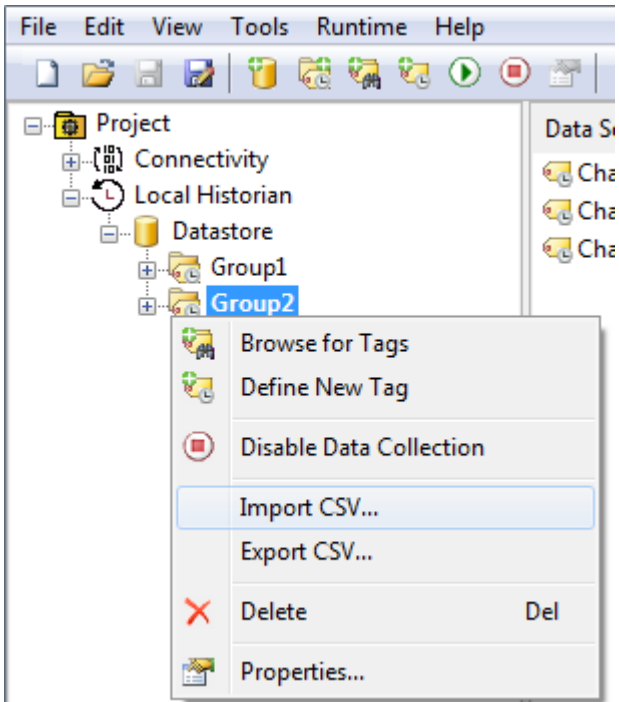 File Edit View Tools Runtime Help
Project
Connectivity
Local Historian
Datastore
Group1
Group2
Data
Browse for Tags
Define New Tag
Disable Data Collection
Import CSV...
Export CSV...
Delete Del
Properties...